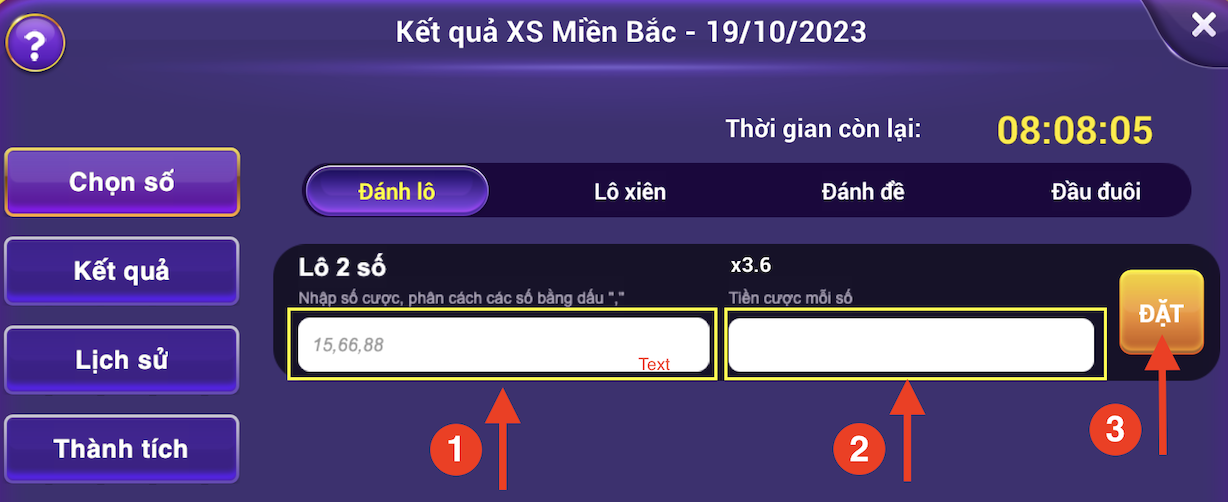 ?
Kết quả XS Miền Bắc - 19/10/2023
Thời gian còn lại: 08:08:05
Chọn số
Đánh lô Lô xiên Đánh đề Đầu đuôi
Kết quả
Lô 2 số x3.6
Nhập số cược, phân cách các số bằng dấu "," Tiền cược mỗi số
ĐẶT
15,66,88
Text
Lịch sử
Thành tích
1 2 3